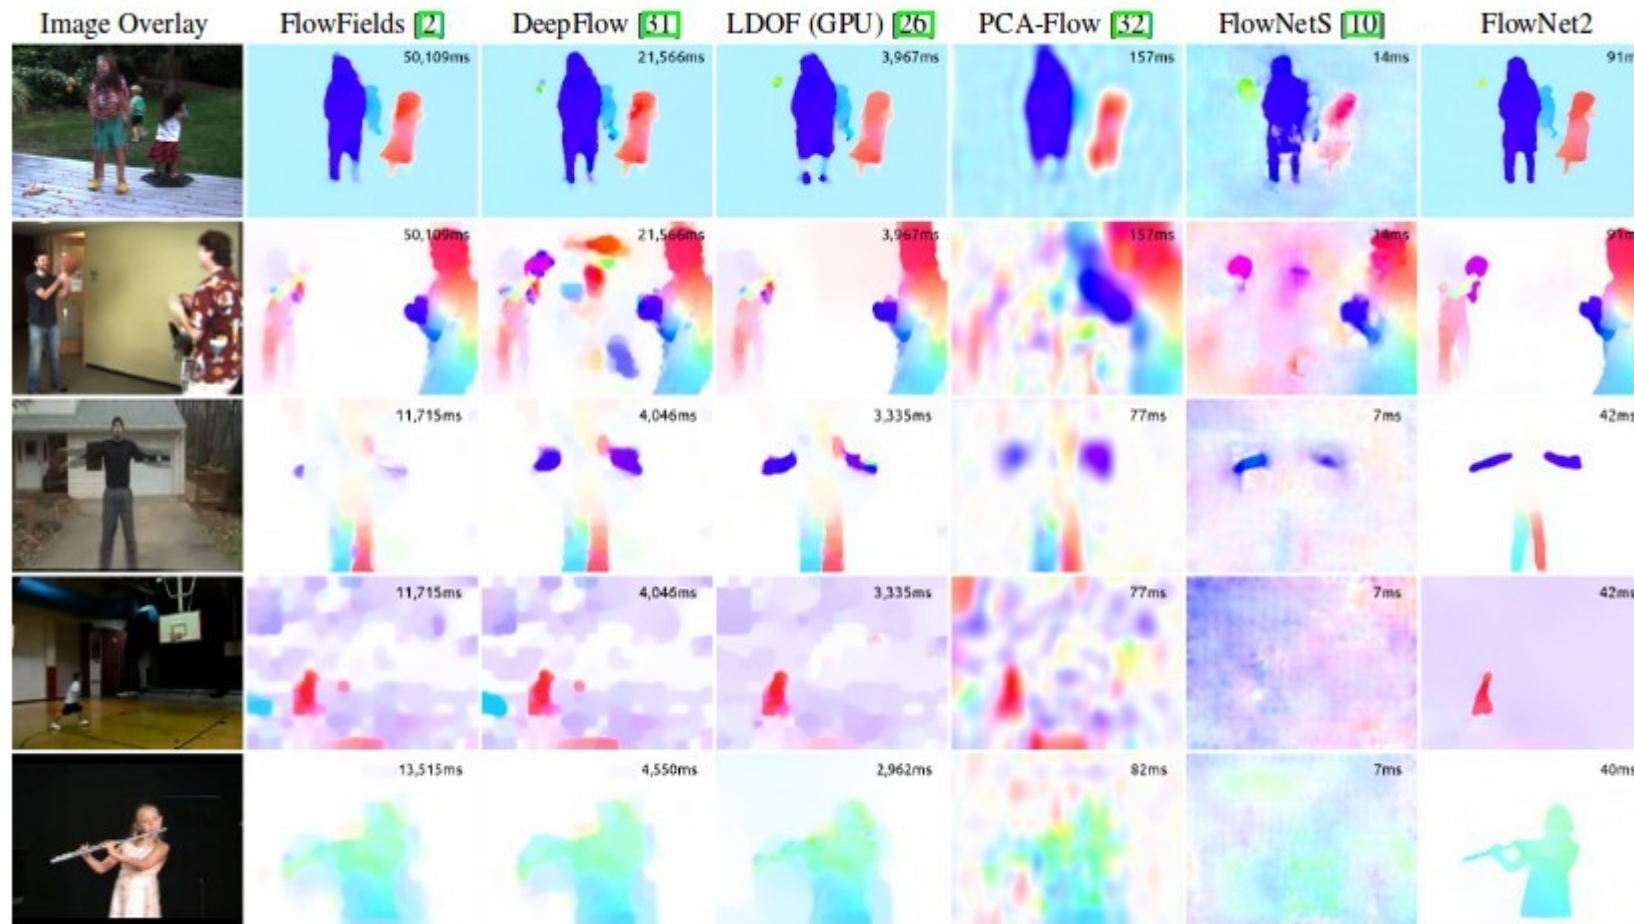 Image Overlay FlowFields [2] DeepFlow [31] LDOF (GPU) [26] PCA-Flow [32] FlowNetS [10] FlowNet2
50,109ms 21,566ms 3,967ms 157ms 14ms 91m
50,109ms 21,566ms 3,967ms 157ms 14ms 91m
11,715ms 4,046ms 3,335ms 77ms 7ms 42ms
11,715ms 4,046ms 3,335ms 77ms 7ms 42ms
13,515ms 4,550ms 2,962ms 82ms 7ms 40ms